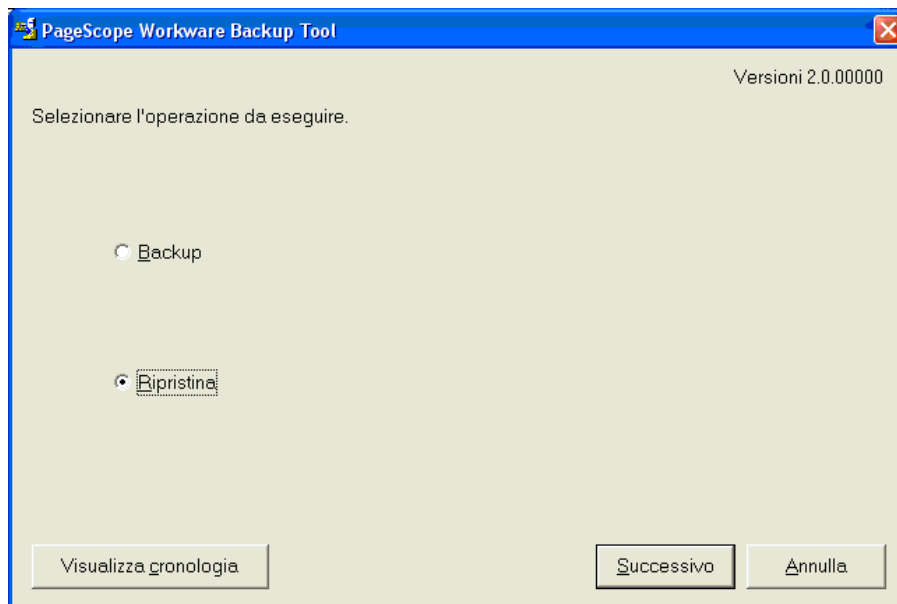 PageScope Workware Backup Tool
Versioni 2.0.00000
Selezionare l'operazione da eseguire.
Backup
Ripristina
Visualizza cronologia
Successivo
Annulla